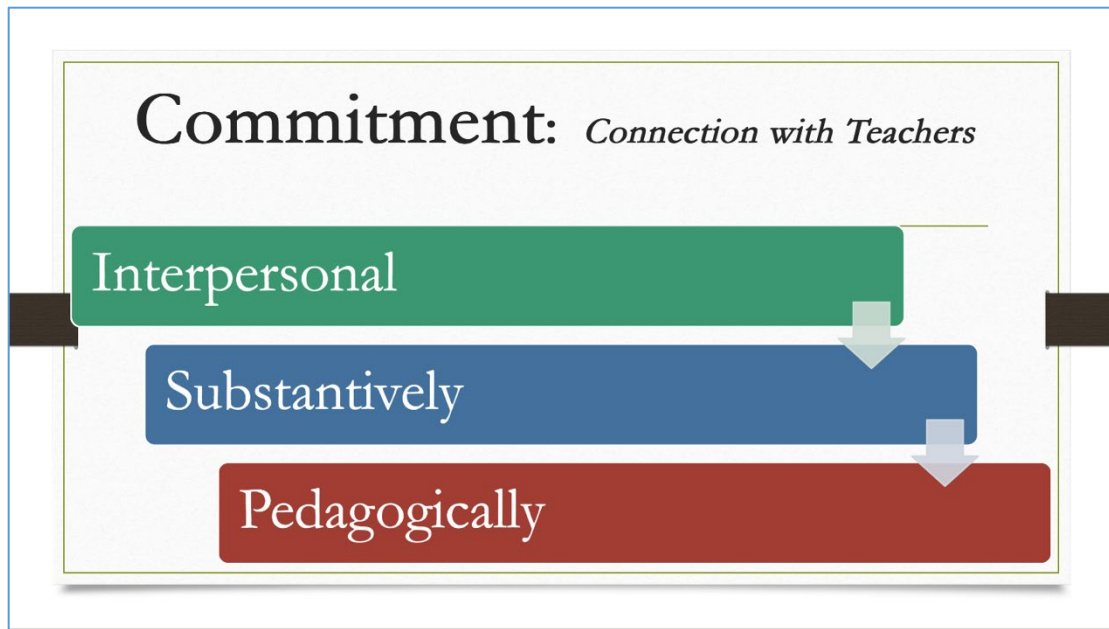 Commitment: Connection with Teachers
Interpersonal
Substantively
Pedagogically